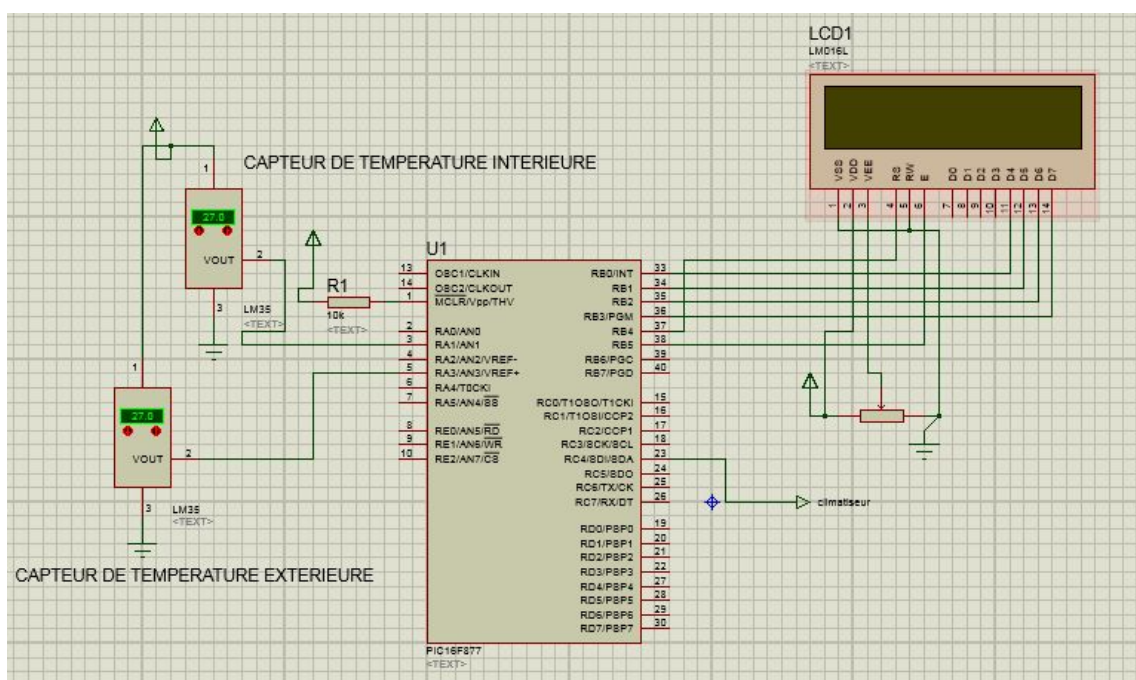 LCD1
LM016L
<TEXT>
VSS
VDD
VEE
RS
RW
E
D0
D1
D2
D3
D4
D5
D6
D7
1
2
3
4
5
6
7
8
9
10
11
12
13
14
CAPTEUR DE TEMPERATURE INTERIEURE
1
27.0
VOUT
2
3
LM35
<TEXT>
R1
10k
<TEXT>
1
27.0
VOUT
2
3
LM35
<TEXT>
CAPTEUR DE TEMPERATURE EXTERIEURE
U1
13 OSC1/CLKIN
14 OSC2/CLKOUT
1 MCLR/Vpp/THV
2 RA0/AN0
3 RA1/AN1
4 RA2/AN2/VREF-
5 RA3/AN3/VREF+
6 RA4/T0CKI
7 RA5/AN4/SS
8 RE0/AN5/RD
9 RE1/AN6/WR
10 RE2/AN7/CS
RB0/INT 33
RB1 34
RB2 35
RB3/PGM 36
RB4 37
RB5 38
RB6/PGC 39
RB7/PGD 40
RC0/T1OSO/T1CKI 15
RC1/T1OSI/CCP2 16
RC2/CCP1 17
RC3/SCK/SCL 18
RC4/SDI/SDA 23
RC5/SDO 24
RC6/TX/CK 25
RC7/RX/DT 26
RD0/PSP0 19
RD1/PSP1 20
RD2/PSP2 21
RD3/PSP3 22
RD4/PSP4 27
RD5/PSP5 28
RD6/PSP6 29
RD7/PSP7 30
PIC16F877
<TEXT>
climatiseur